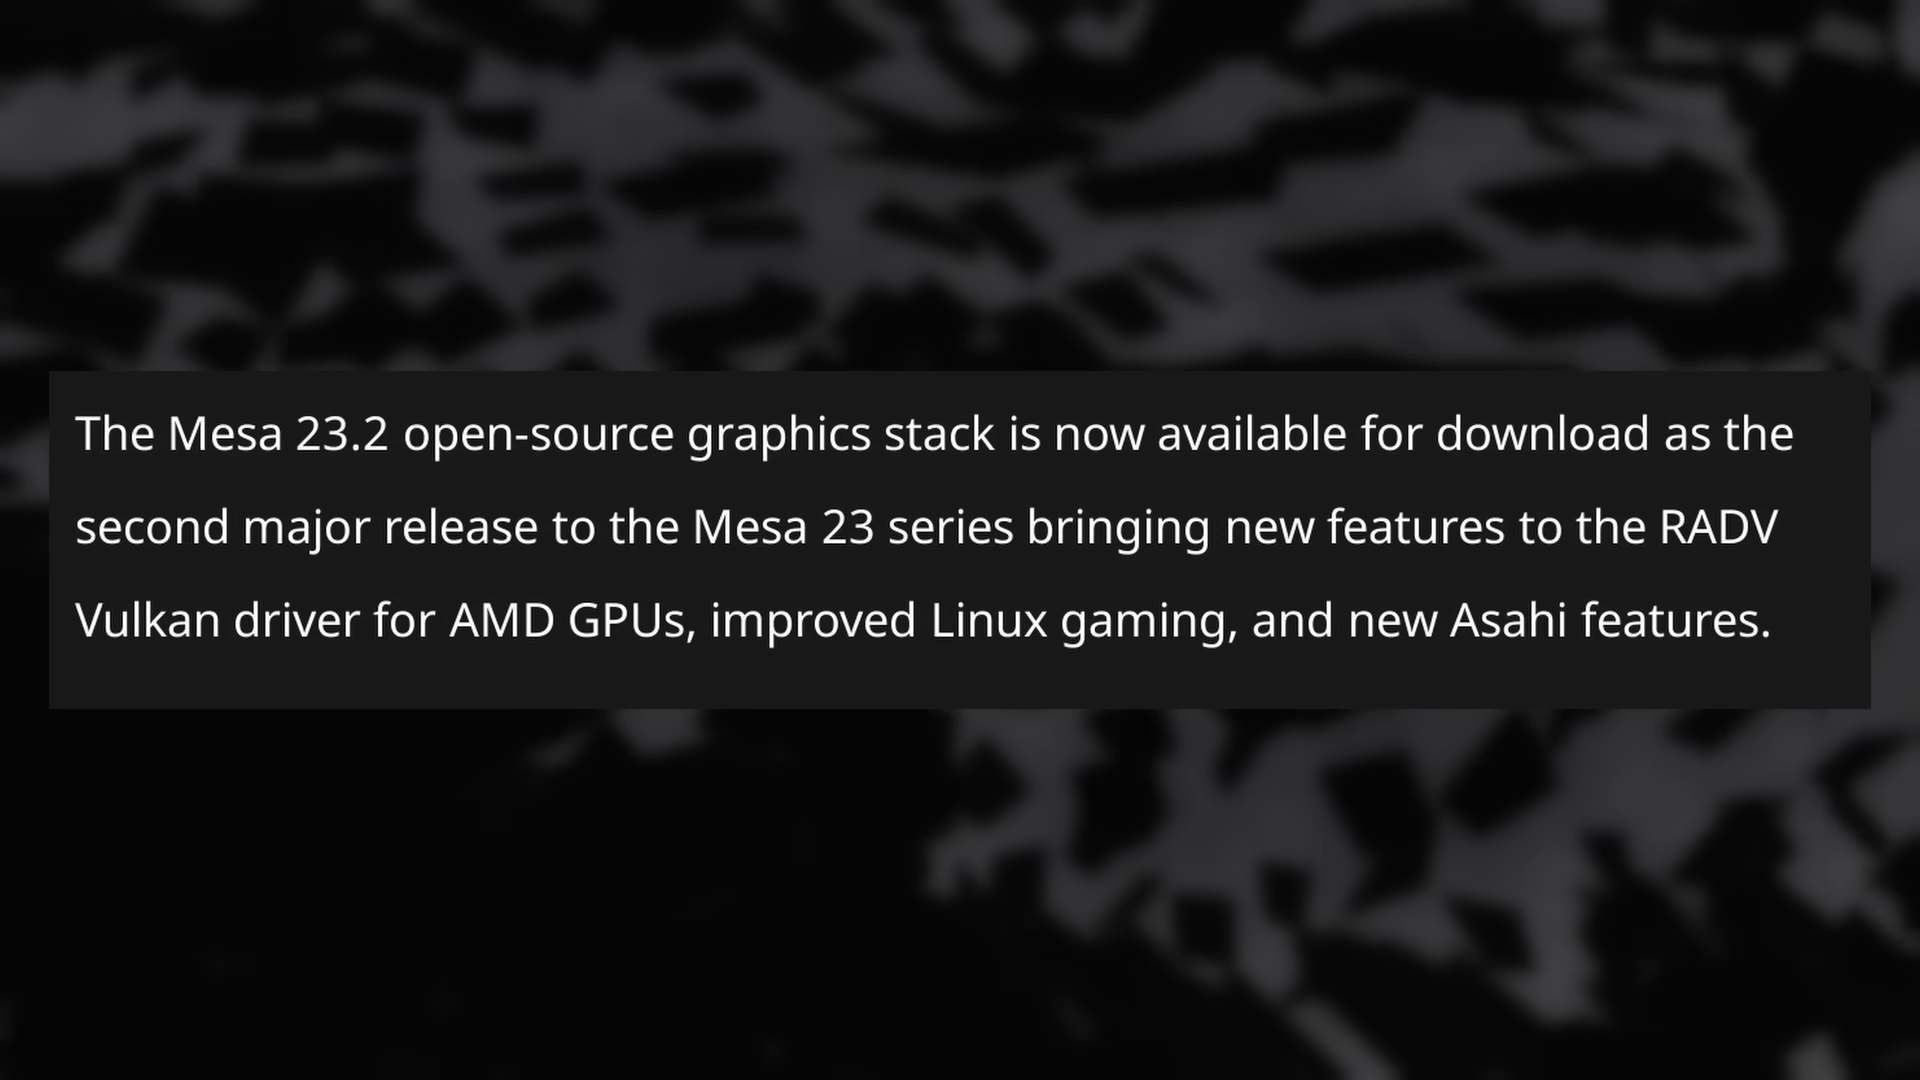 The Mesa 23.2 open-source graphics stack is now available for download as the
second major release to the Mesa 23 series bringing new features to the RADV
Vulkan driver for AMD GPUs, improved Linux gaming, and new Asahi features.